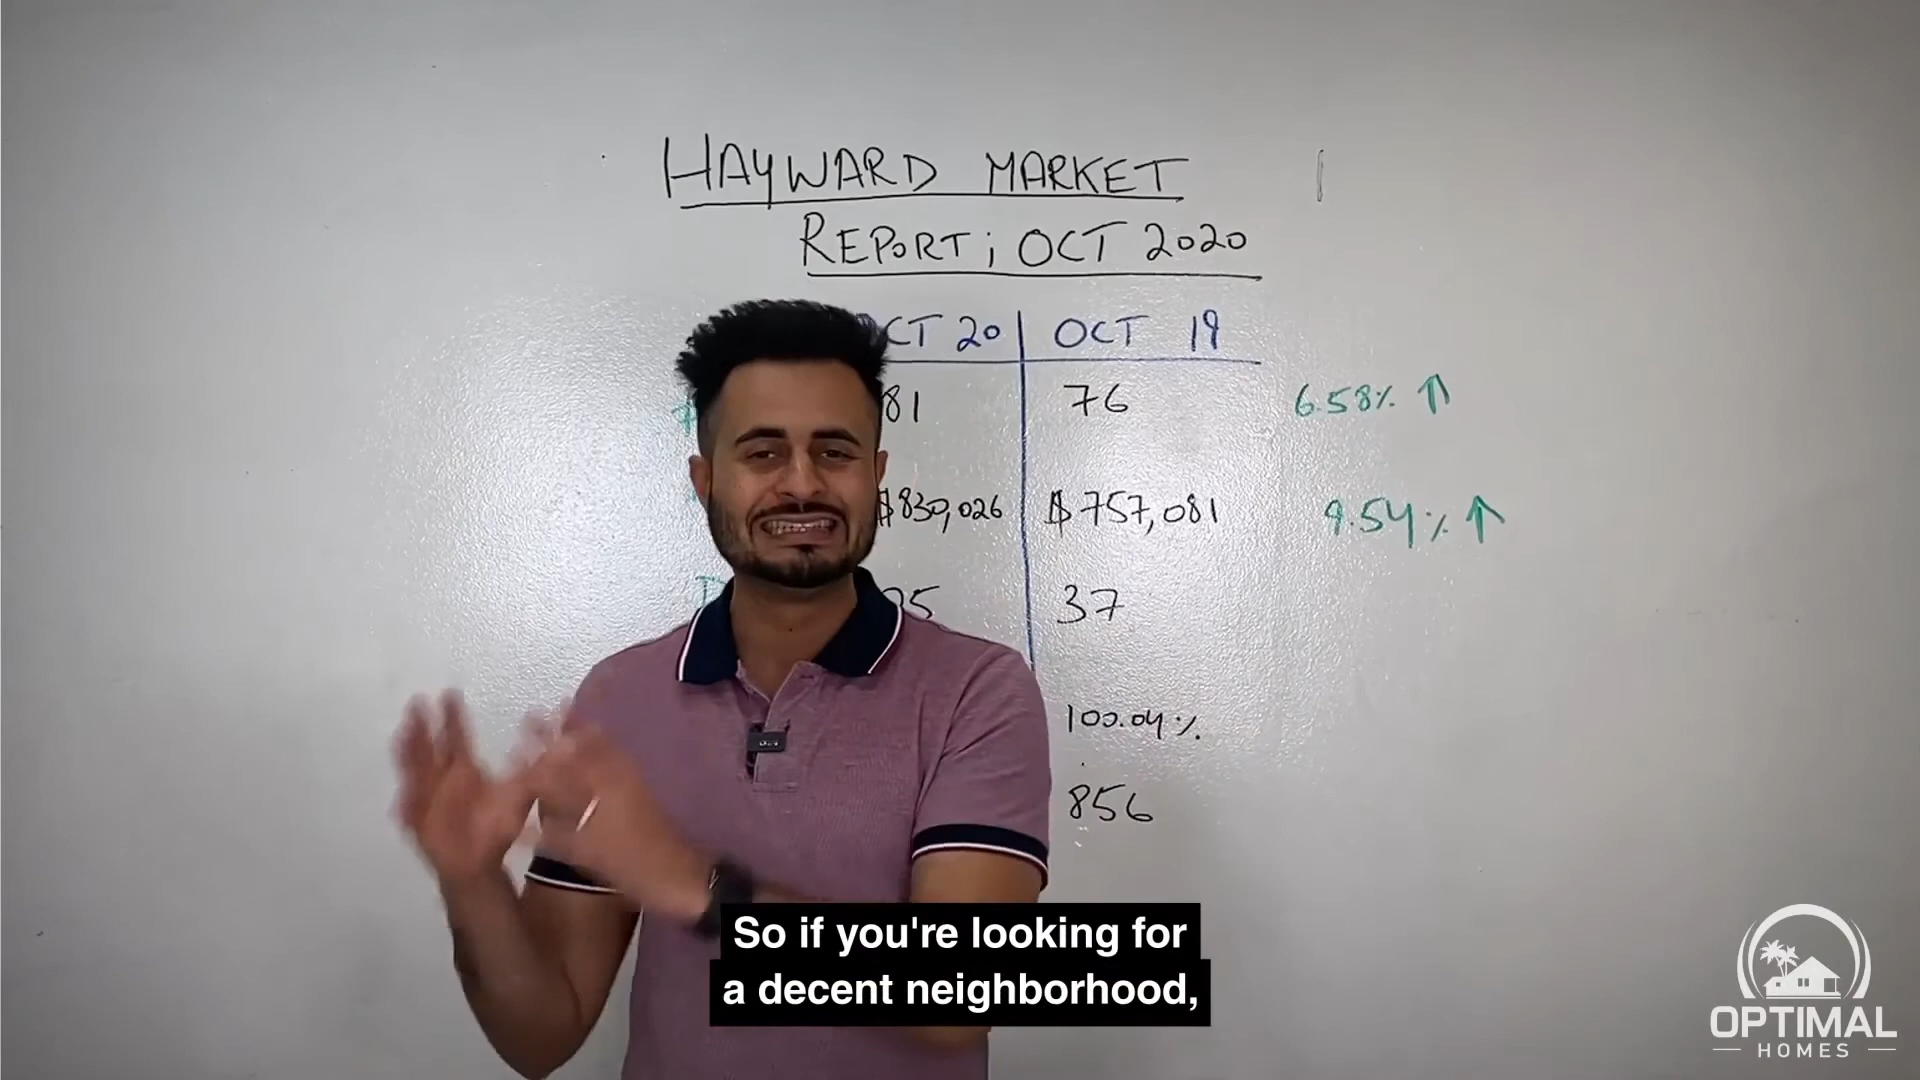 HAYWARD MARKET
REPORT; OCT 2020
CT 20 OCT 19
81 76 6.58% ↑
$830,026 $757,081 9.54% ↑
37
100.04%
856
So if you're looking for
a decent neighborhood,
OPTIMAL
HOMES